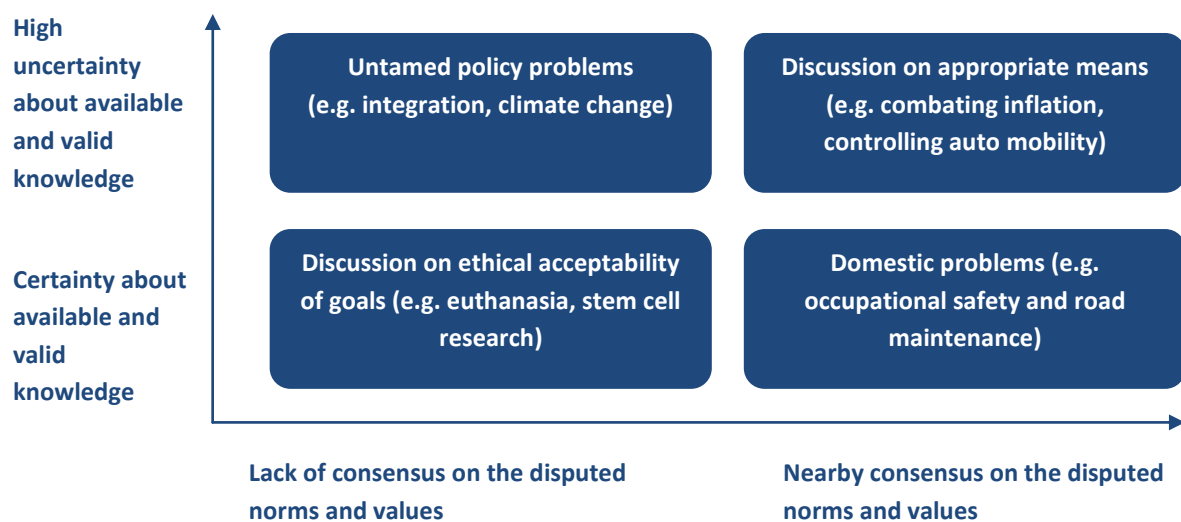 High
uncertainty
about available
and valid
knowledge
Untamed policy problems
(e.g. integration, climate change)
Discussion on appropriate means
(e.g. combating inflation,
controlling auto mobility)
Certainty about
available and
valid
knowledge
Discussion on ethical acceptability
of goals (e.g. euthanasia, stem cell
research)
Domestic problems (e.g.
occupational safety and road
maintenance)
Lack of consensus on the disputed
norms and values
Nearby consensus on the disputed
norms and values